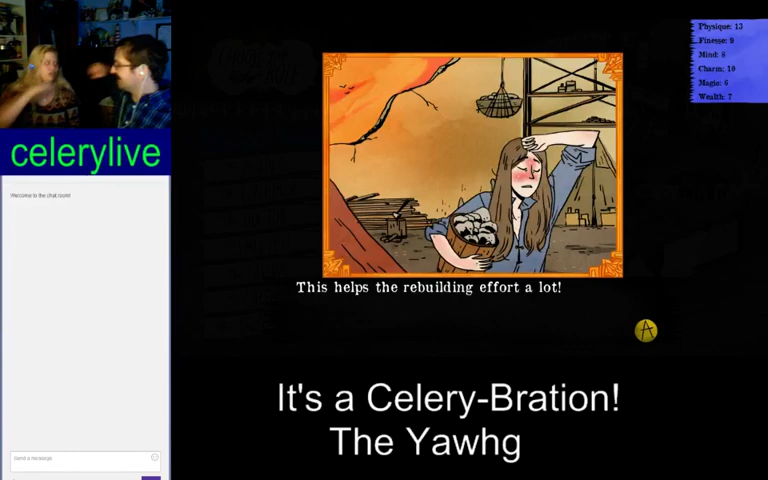 celerylive
Welcome to the chat room!
Send a message
Physique: 13
Finesse: 9
Mind: 8
Charm: 10
Magic: 6
Wealth: 7
This helps the rebuilding effort a lot!
A
It's a Celery-Bration!
The Yawhg